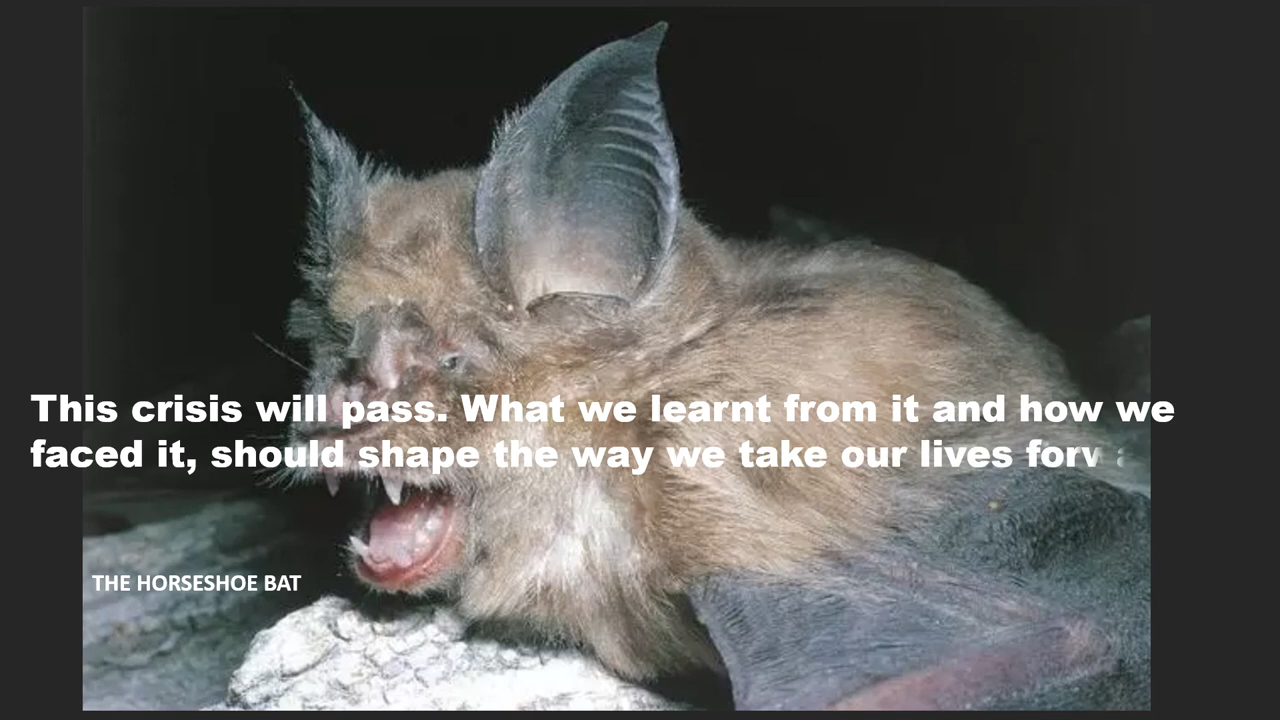 This crisis will pass. What we learnt from it and how we
faced it, should shape the way we take our lives
THE HORSESHOE BAT